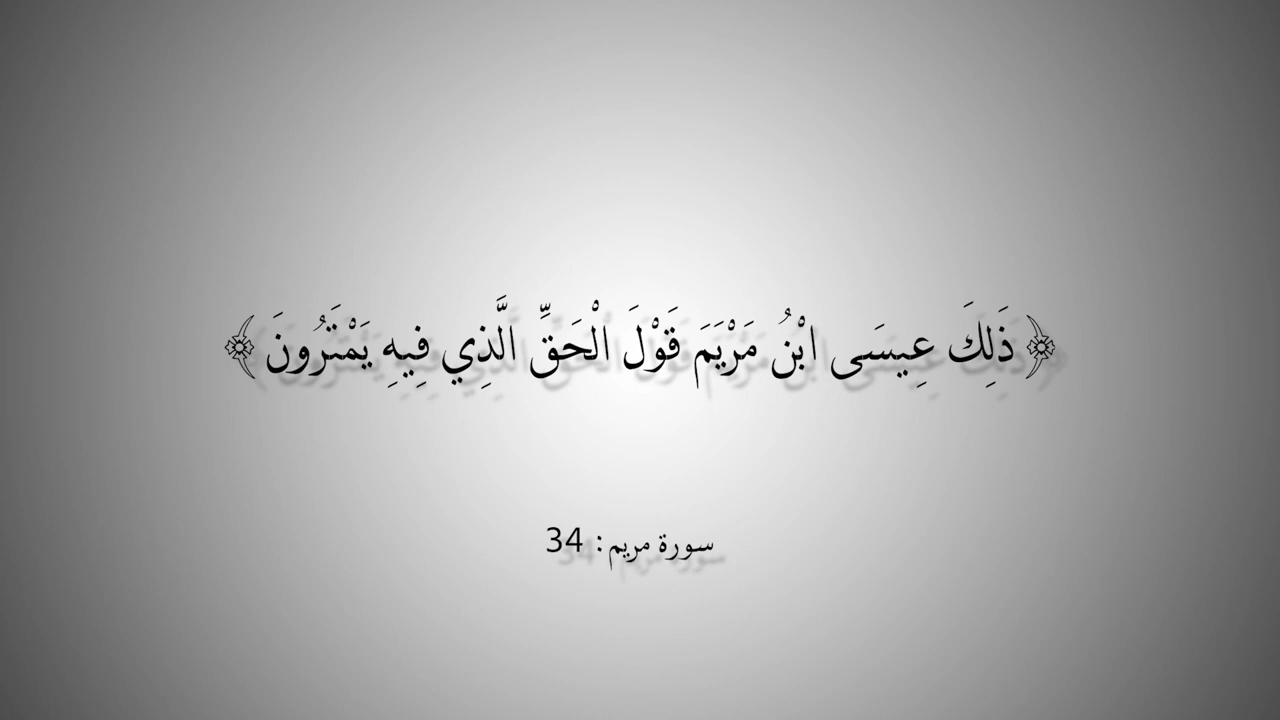 ﴿ذَلِكَ عِيسَى ابْنُ مَرْيَمَ قَوْلَ الْحَقِّ الَّذِي فِيهِ يَمْتَرُونَ﴾
سورة مريم: 34